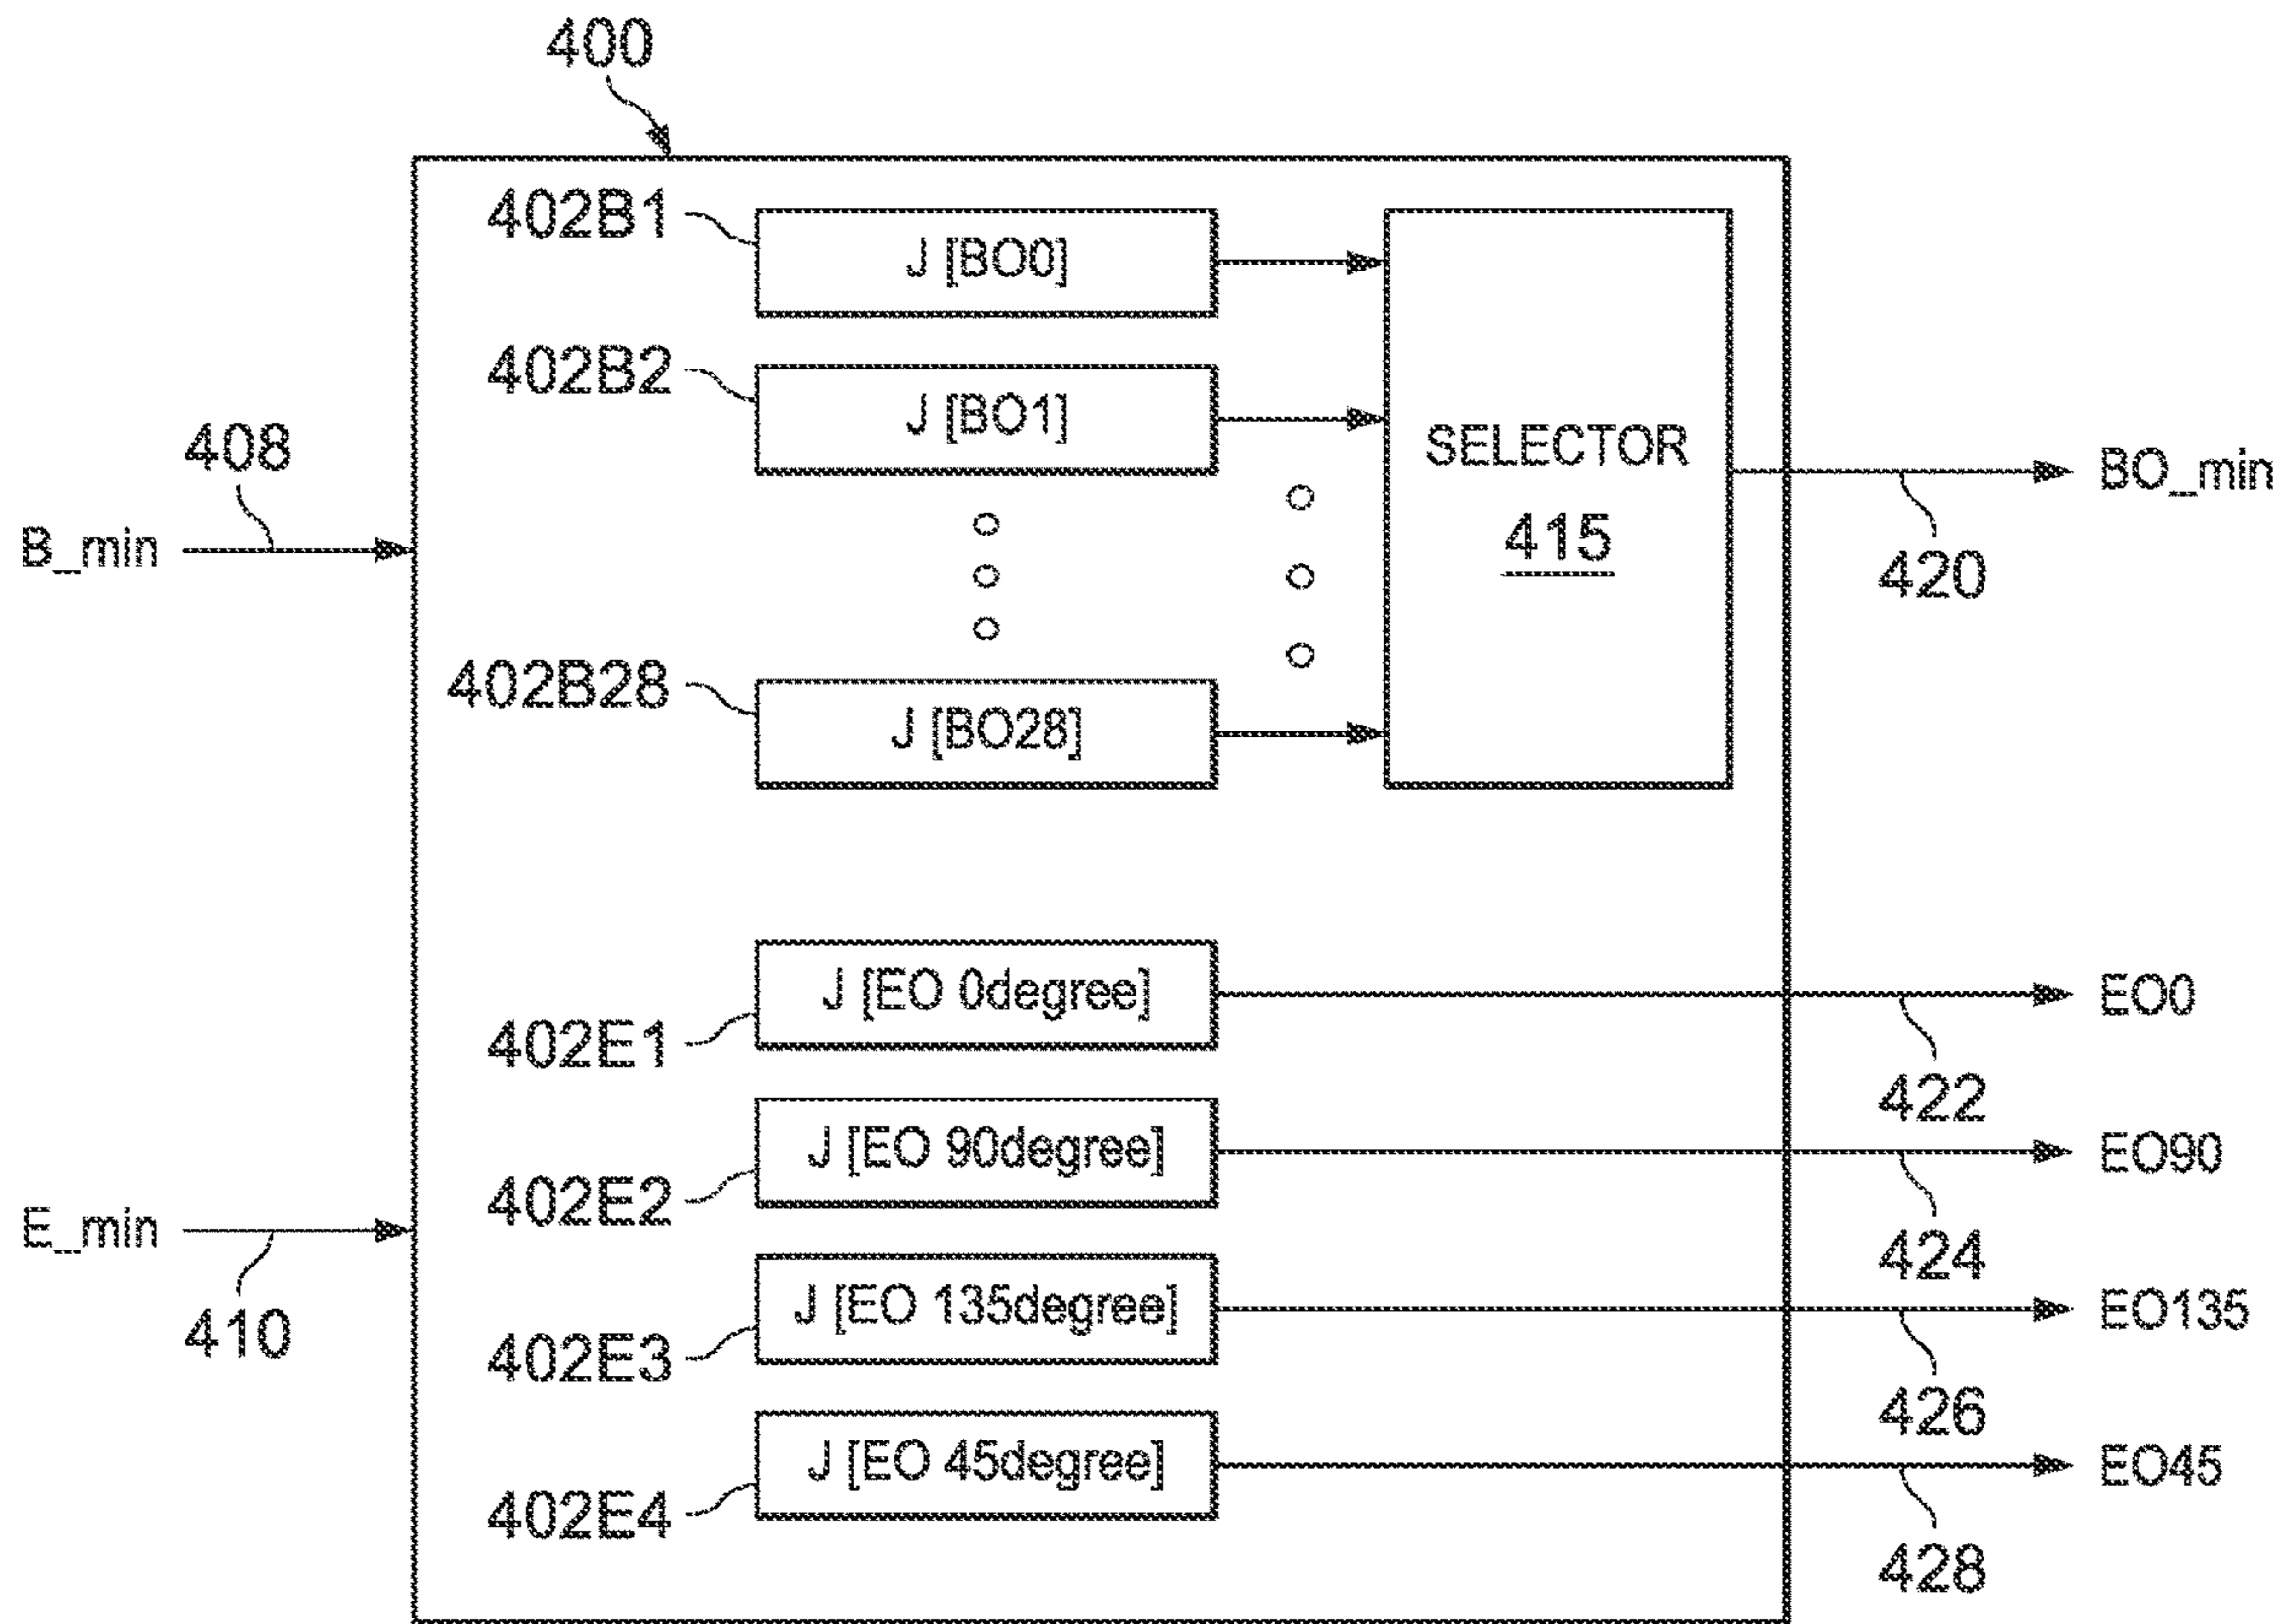 400
402B1
J [BO0]
402B2
J [BO1]
SELECTOR
415
408
B_min
BO_min
420
402B28
J [BO28]
J [EO 0degree]
EO0
402E1
422
J [EO 90degree]
EO90
402E2
424
E_min
410
J [EO 135degree]
EO135
402E3
426
J [EO 45degree]
EO45
402E4
428